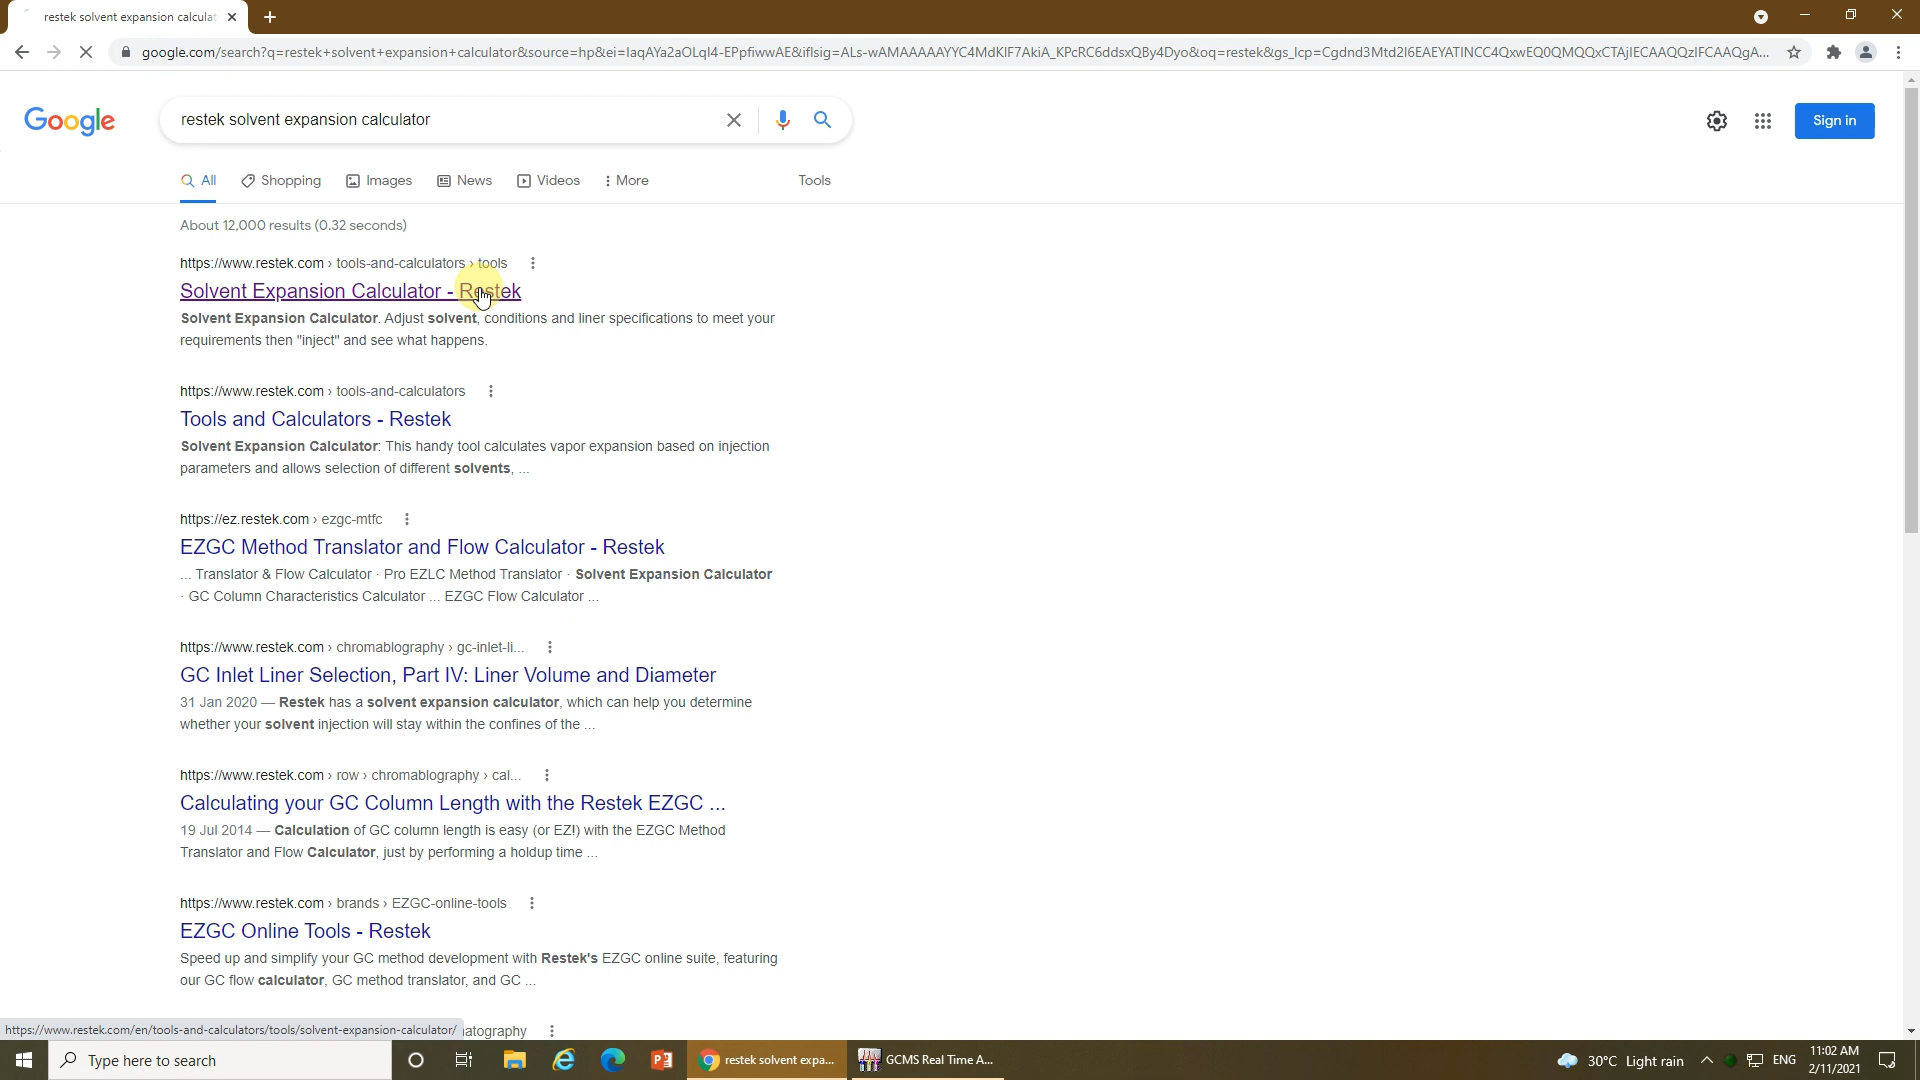 restek solvent expansion calculat
google.com/search?q=restek+solvent+expansion+calculator&source=hp&ei=IaqAYa2aOLqI4-EPpfiwwAE&iflsig=ALs-wAMAAAAAYYC4MdKIF7AkiA_KPcRC6ddsxQBy4Dyo&oq=restek&gs_lcp=Cgdnd3Mtd2l6EAEYATINCC4QxwEQ0QMQQxCTAjIECAAQQzIFCAAQgA...
Google
restek solvent expansion calculator
Sign in
All Shopping Images News Videos More Tools
About 12,000 results (0.32 seconds)
https://www.restek.com › tools-and-calculators › tools
Solvent Expansion Calculator - Restek
Solvent Expansion Calculator. Adjust solvent, conditions and liner specifications to meet your
requirements then "inject" and see what happens.
https://www.restek.com › tools-and-calculators
Tools and Calculators - Restek
Solvent Expansion Calculator: This handy tool calculates vapor expansion based on injection
parameters and allows selection of different solvents, ...
https://ez.restek.com › ezgc-mtfc
EZGC Method Translator and Flow Calculator - Restek
... Translator & Flow Calculator · Pro EZLC Method Translator · Solvent Expansion Calculator
· GC Column Characteristics Calculator ... EZGC Flow Calculator ...
https://www.restek.com › chromablography › gc-inlet-li...
GC Inlet Liner Selection, Part IV: Liner Volume and Diameter
31 Jan 2020 — Restek has a solvent expansion calculator, which can help you determine
whether your solvent injection will stay within the confines of the ...
https://www.restek.com › row › chromablography › cal...
Calculating your GC Column Length with the Restek EZGC ...
19 Jul 2014 — Calculation of GC column length is easy (or EZ!) with the EZGC Method
Translator and Flow Calculator, just by performing a holdup time ...
https://www.restek.com › brands › EZGC-online-tools
EZGC Online Tools - Restek
Speed up and simplify your GC method development with Restek's EZGC online suite, featuring
our GC flow calculator, GC method translator, and GC ...
https://www.restek.com/en/tools-and-calculators/tools/solvent-expansion-calculator/ atography
Type here to search
restek solvent expa...
GCMS Real Time A...
30°C Light rain
ENG
11:02 AM
2/11/2021